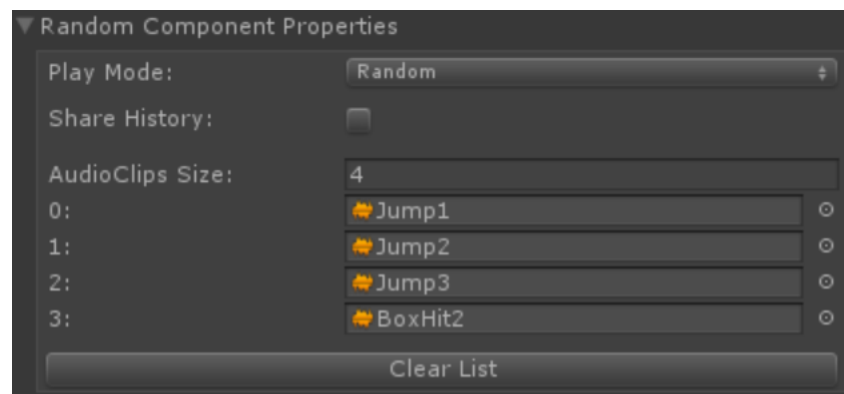 Random Component Properties
Play Mode: Random
Share History:
AudioClips Size: 4
0: Jump1
1: Jump2
2: Jump3
3: BoxHit2
Clear List